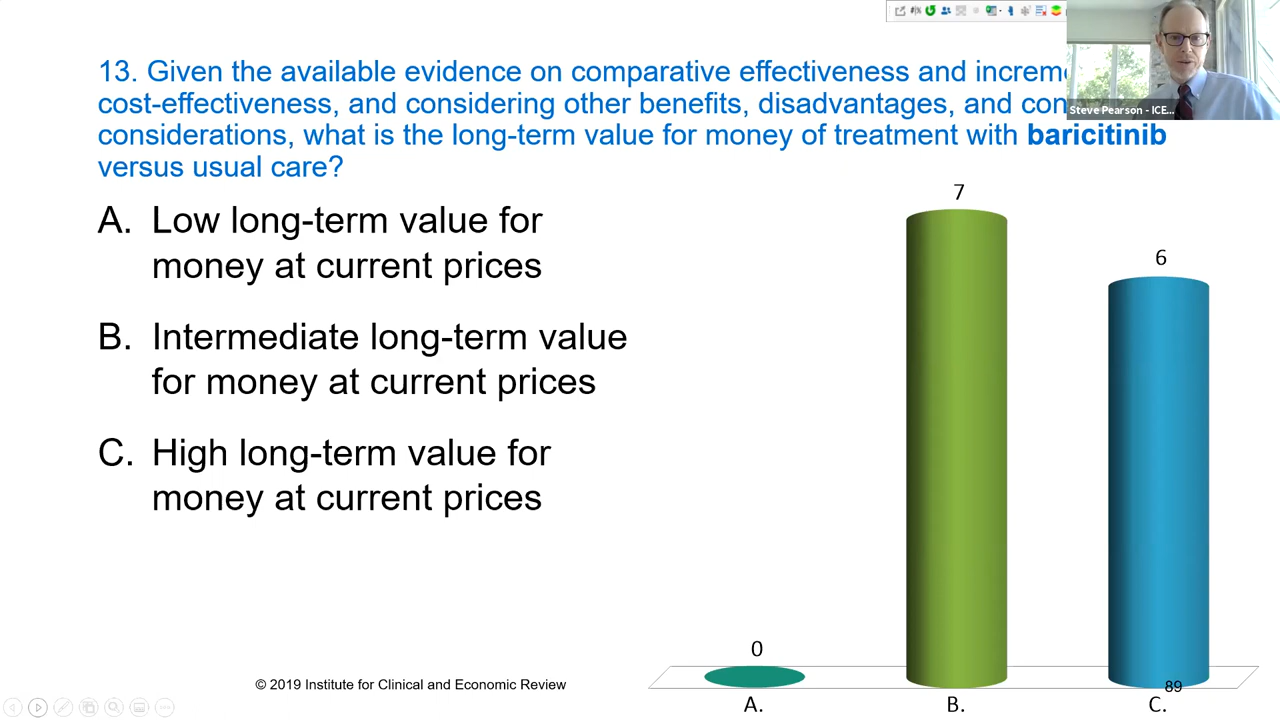 13. Given the available evidence on comparative effectiveness and
cost-effectiveness, and considering other benefits, disadvantages, and
considerations, what is the long-term value for money of treatment with baricitinib
versus usual care?
Steve Pearson - ICE...
A. Low long-term value for
money at current prices
B. Intermediate long-term value
for money at current prices
C. High long-term value for
money at current prices
7
6
0
A.
B.
C.
© 2019 Institute for Clinical and Economic Review
89